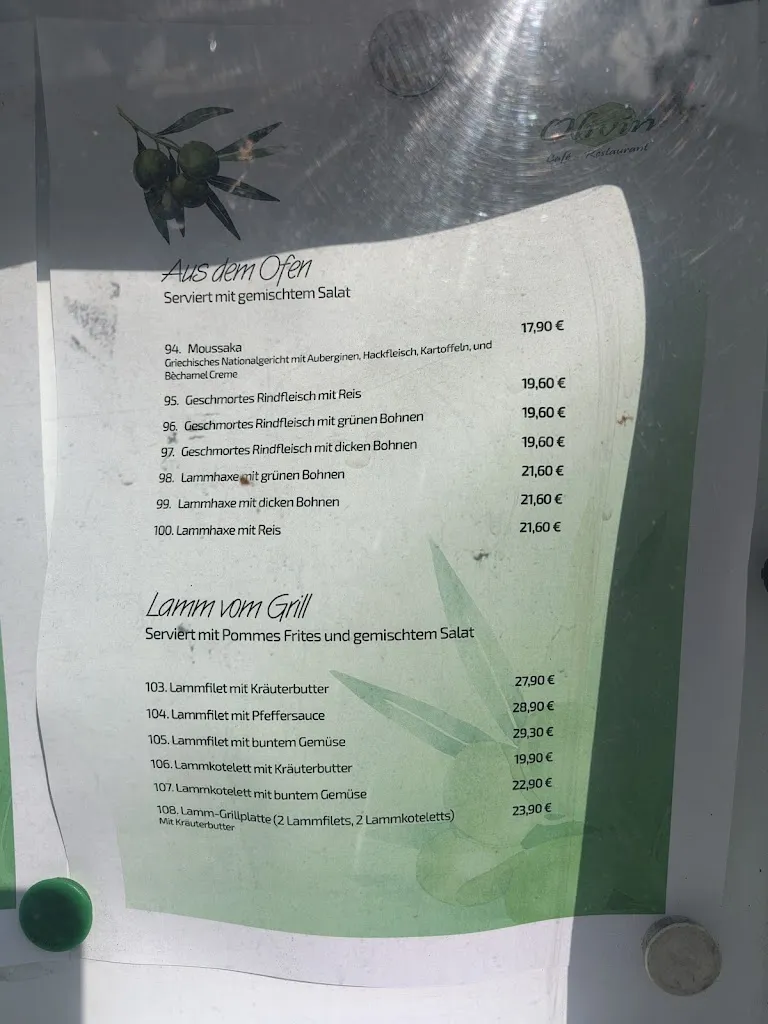 Olivin
Café Restaurant
Aus dem Ofen
Serviert mit gemischtem Salat
94. Moussaka 17,90 €
Griechisches Nationalgericht mit Auberginen, Hackfleisch, Kartoffeln, und
Bèchamel Creme
95. Geschmortes Rindfleisch mit Reis 19,60 €
96. Geschmortes Rindfleisch mit grünen Bohnen 19,60 €
97. Geschmortes Rindfleisch mit dicken Bohnen 19,60 €
98. Lammhaxe mit grünen Bohnen 21,60 €
99. Lammhaxe mit dicken Bohnen 21,60 €
100. Lammhaxe mit Reis 21,60 €
Lamm vom Grill
Serviert mit Pommes Frites und gemischtem Salat
103. Lammfilet mit Kräuterbutter 27,90 €
104. Lammfilet mit Pfeffersauce 28,90 €
105. Lammfilet mit buntem Gemüse 29,30 €
106. Lammkotelett mit Kräuterbutter 19,90 €
107. Lammkotelett mit buntem Gemüse 22,90 €
108. Lamm-Grillplatte (2 Lammfilets, 2 Lammkoteletts) 23,90 €
Mit Kräuterbutter